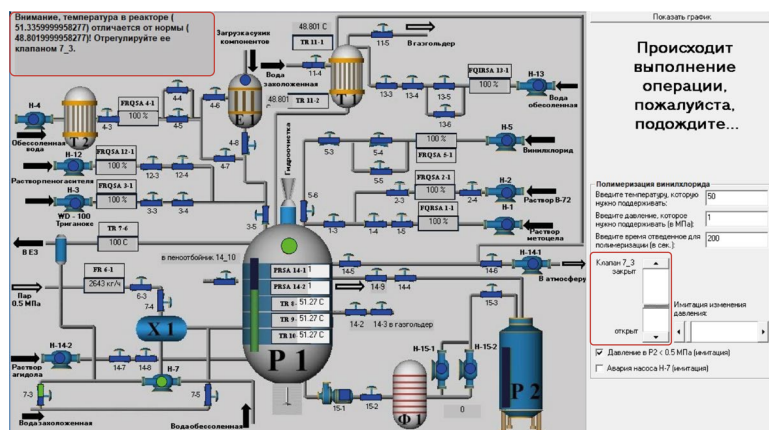 Внимание, температура в реакторе (
51.3359999958277) отличается от нормы (
48.8019999958277)! Отрегулируйте ее
клапаном 7_3.
Загрузка сухих
компонентов
48.801 C
TR 11-1
11-5
В газгольдер
Показать график
Происходит
выполнение
операции,
пожалуйста,
подождите...
11-4
Вода
захоложенная
48.801
TR 11-2
Т 1
13-3
13-4
13-5
13-6
FQIRSA 13-1
100 %
Н-13
Вода
обессоленная
Н-4
Обессоленная
вода
Т 2
4-3
FRQSA 4-1
100 %
4-4
4-5
4-6
Е 1
4-7
4-8
Н-12
Раствор пеногасителя
FRQSA 12-1
100 %
12-3
12-4
Н-3
WD - 100
Тригонокс
FRQSA 3-1
100 %
3-3
3-4
3-5
Гидроочистка
5-6
5-3
5-4
5-5
100 %
FRQSA 5-1
Н-5
Винилхлорид
FRQSA 2-1
100 %
2-3
2-4
Н-2
Раствор В-72
FQRSA 1-1
100 %
1-3
1-4
1-5
Н-1
Раствор
метоцела
TR 7-6
100 C
В Е3
в пеноотбойник 14_10
FR 6-1
2643 кг/ч
Пар
0.5 МПа
6-3
7-4
Х 1
PRSA 14-1 1
PRSA 14-2 1
TR 8- 51.27 C
TR 9- 51.27 C
TR 10- 51.27 C
Р 1
14-5
14-9
14-4
14-6
Н-14-1
В атмосферу
14-2
14-3 в газгольдер
15-3
Н-14-2
Раствор
агидола
14-7
14-8
Н-7
7-3
7-5
Вода захоложенная
Вода обессоленная
15-1
15-2
Ф 1
Н-15-1
Н-15-2
0
Р 2
Полимеризация винилхлорида
Введите температуру, которую
нужно поддерживать:
50
Введите давление, которое
нужно поддерживать (в МПа):
1
Введите время отведенное для
полимеризации (в сек.):
200
Клапан 7_3:
закрыт
открыт
Имитация изменения
давления:
Давление в Р2 < 0.5 МПа (имитация)
Авария насоса Н-7 (имитация)